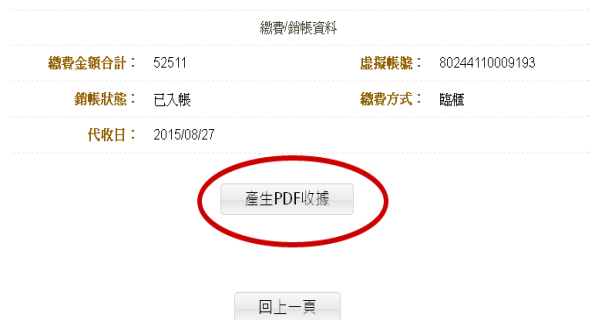 繳費/銷帳資料
繳費金額合計： 52511 虛擬帳號： 80244110009193
銷帳狀態： 已入帳 繳費方式： 臨櫃
代收日： 2015/08/27
產生PDF收據
回上一頁